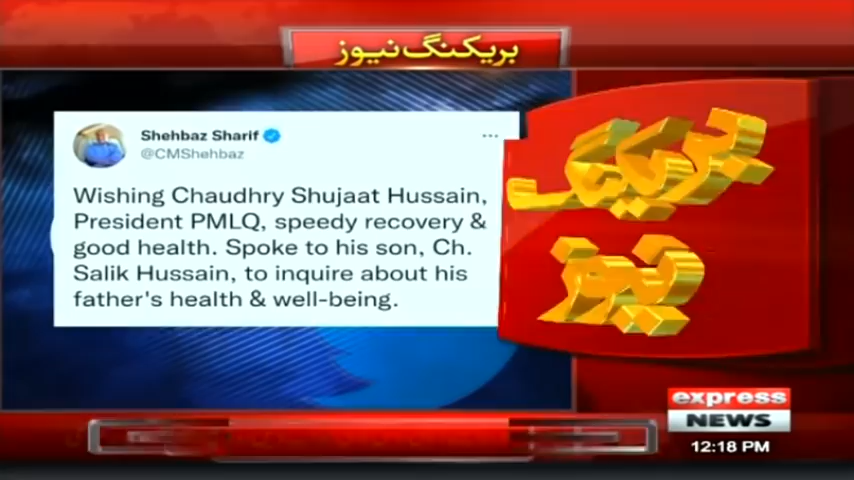 بریکنگ نیوز
Shehbaz Sharif
@CMShehbaz
Wishing Chaudhry Shujaat Hussain,
President PMLQ, speedy recovery &
good health. Spoke to his son, Ch.
Salik Hussain, to inquire about his
father's health & well-being.
بریکنگ
نیوز
express
NEWS
12:18 PM